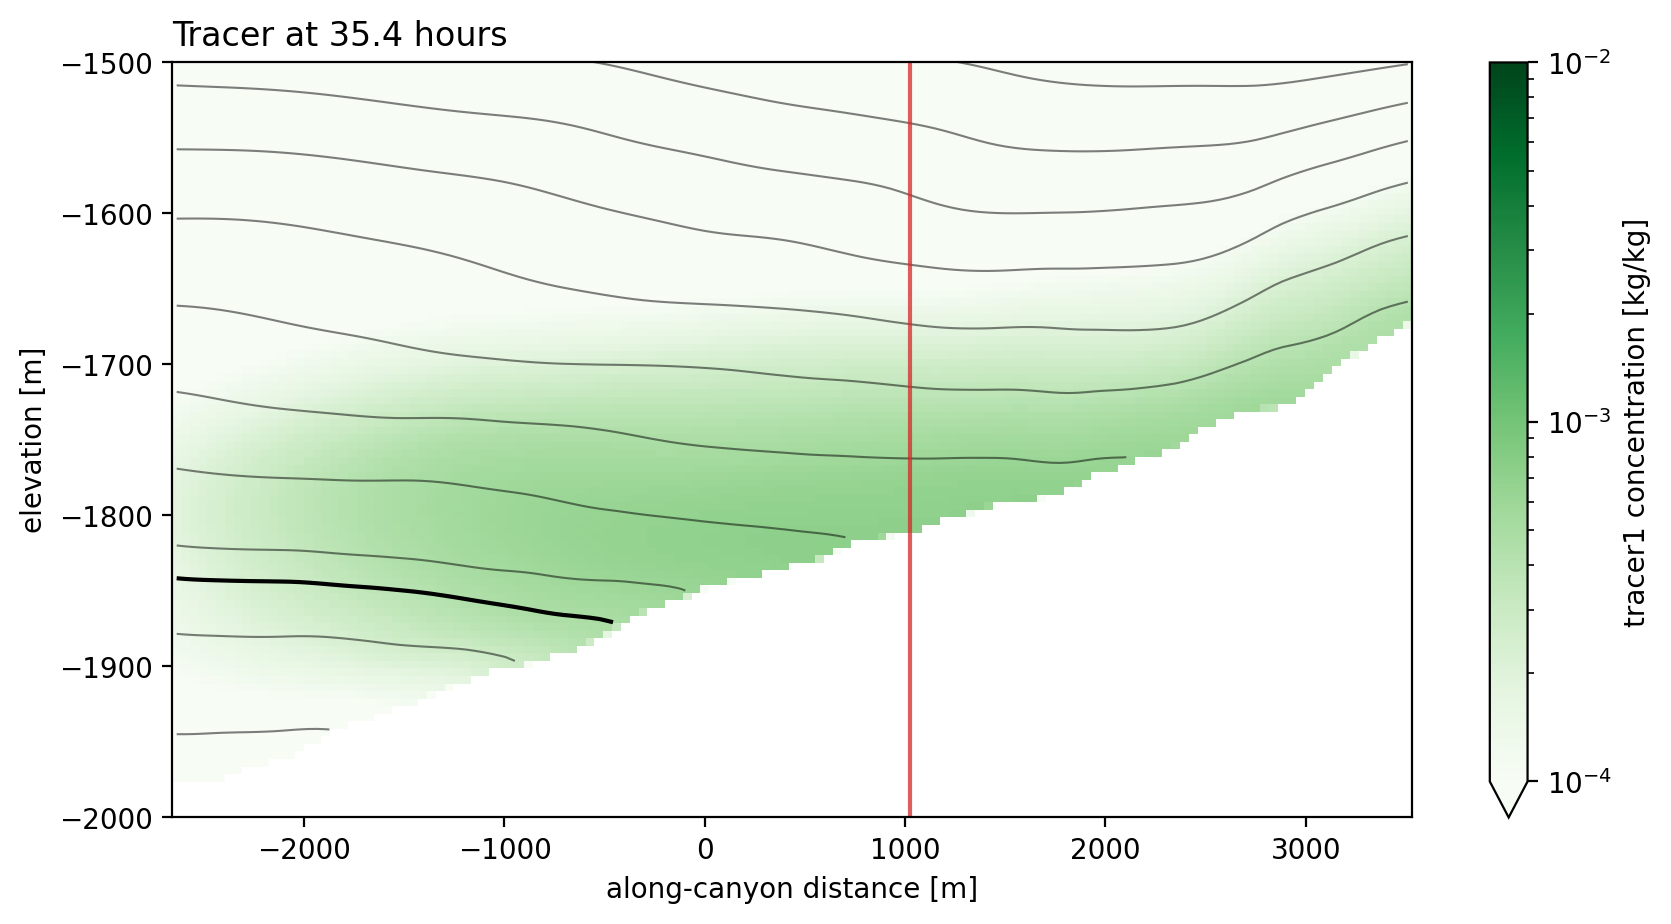 Tracer at 35.4 hours
−1500
−1600
−1700
−1800
−1900
−2000
elevation [m]
−2000 −1000 0 1000 2000 3000
along-canyon distance [m]
10⁻²
10⁻³
10⁻⁴
tracer1 concentration [kg/kg]